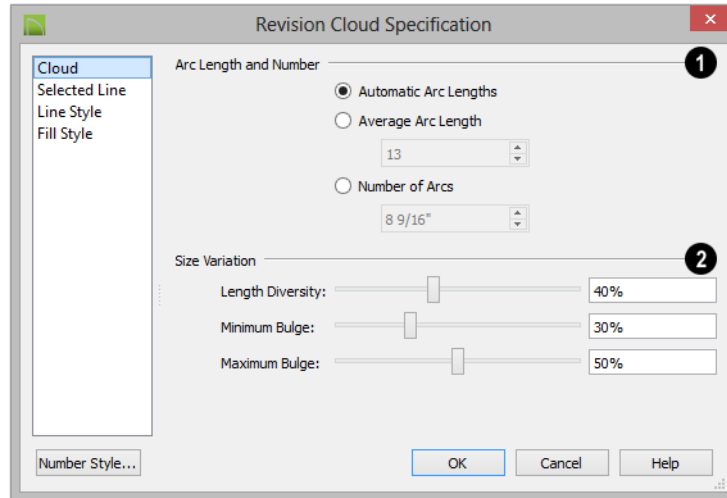 Revision Cloud Specification
Cloud
Selected Line
Line Style
Fill Style
Arc Length and Number
1
Automatic Arc Lengths
Average Arc Length
13
Number of Arcs
8 9/16"
Size Variation
2
Length Diversity: 40%
Minimum Bulge: 30%
Maximum Bulge: 50%
Number Style... OK Cancel Help